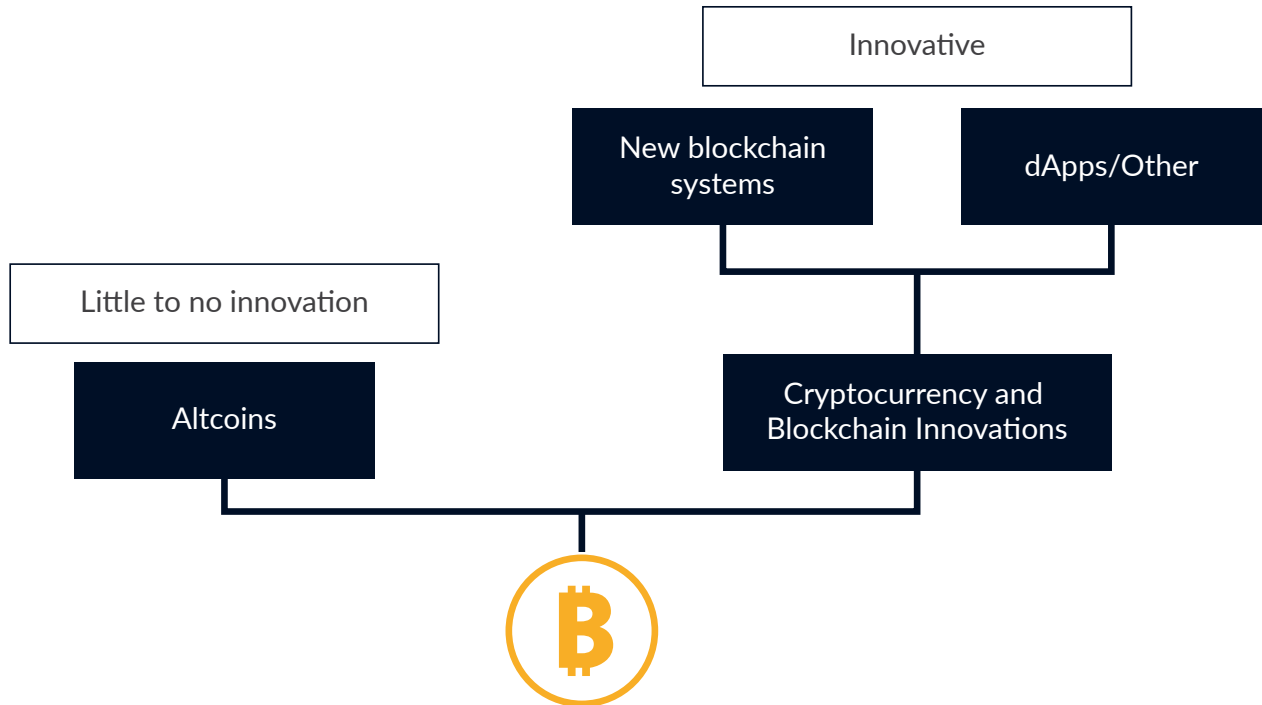 Innovative
New blockchain
systems
dApps/Other
Little to no innovation
Altcoins
Cryptocurrency and
Blockchain Innovations